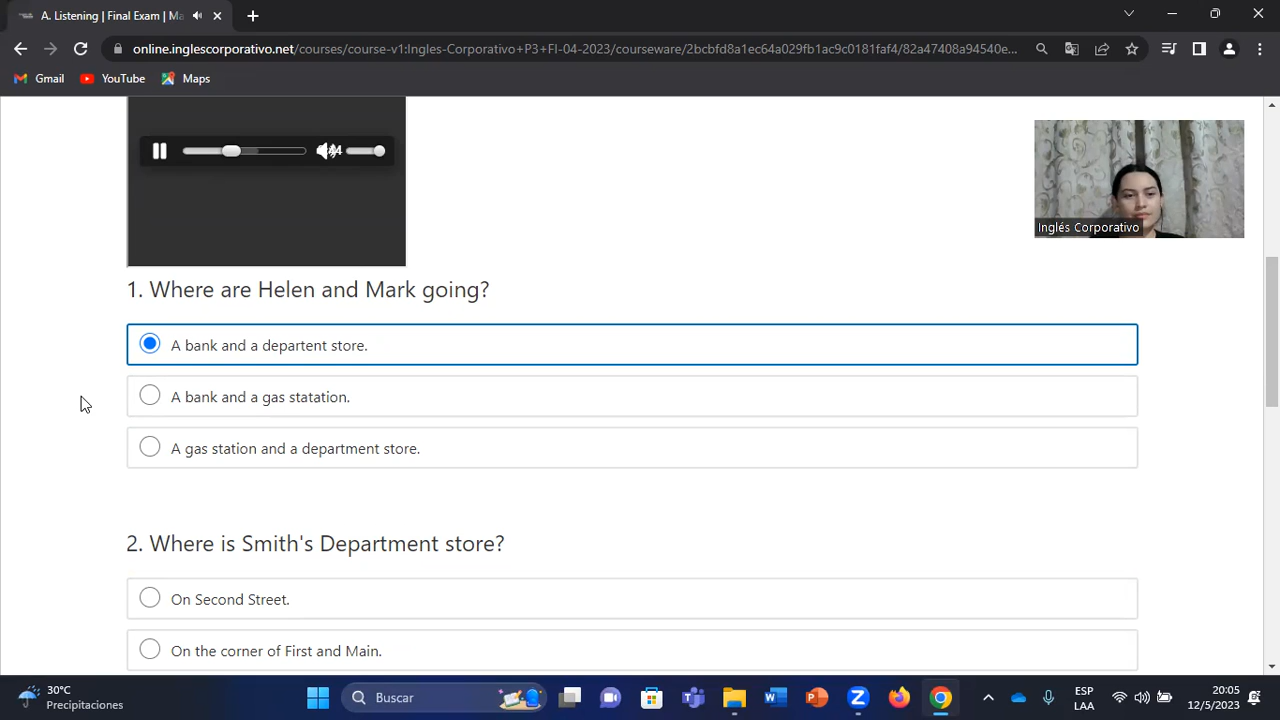 A. Listening | Final Exam | Ma
online.inglescorporativo.net/courses/course-v1:Ingles-Corporativo+P3+FI-04-2023/courseware/2bcbfd8a1ec64a029fb1ac9c0181faf4/82a47408a94540e...
Gmail YouTube Maps
Inglés Corporativo
1. Where are Helen and Mark going?
A bank and a departent store.
A bank and a gas statation.
A gas station and a department store.
2. Where is Smith's Department store?
On Second Street.
On the corner of First and Main.
30°C
Precipitaciones
Buscar
ESP
LAA
20:05
12/5/2023